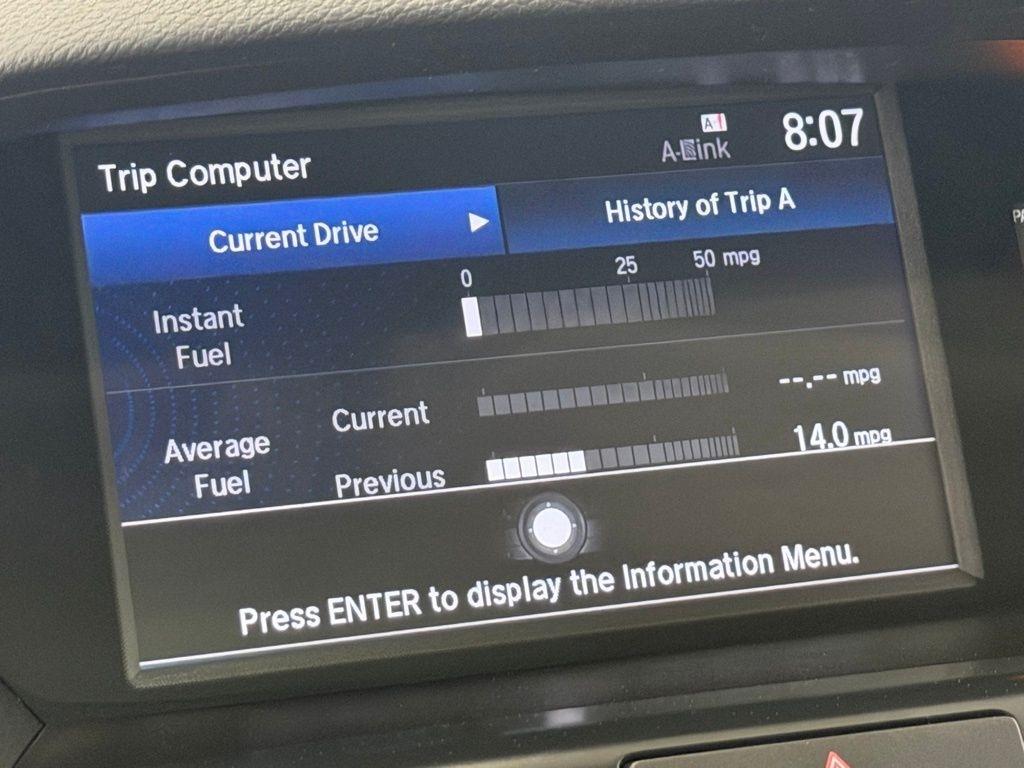 Trip Computer
A-Link
8:07
Current Drive
History of Trip A
0 25 50 mpg
Instant
Fuel
Current
--.-- mpg
Average
Fuel
Previous
14.0 mpg
Press ENTER to display the Information Menu.